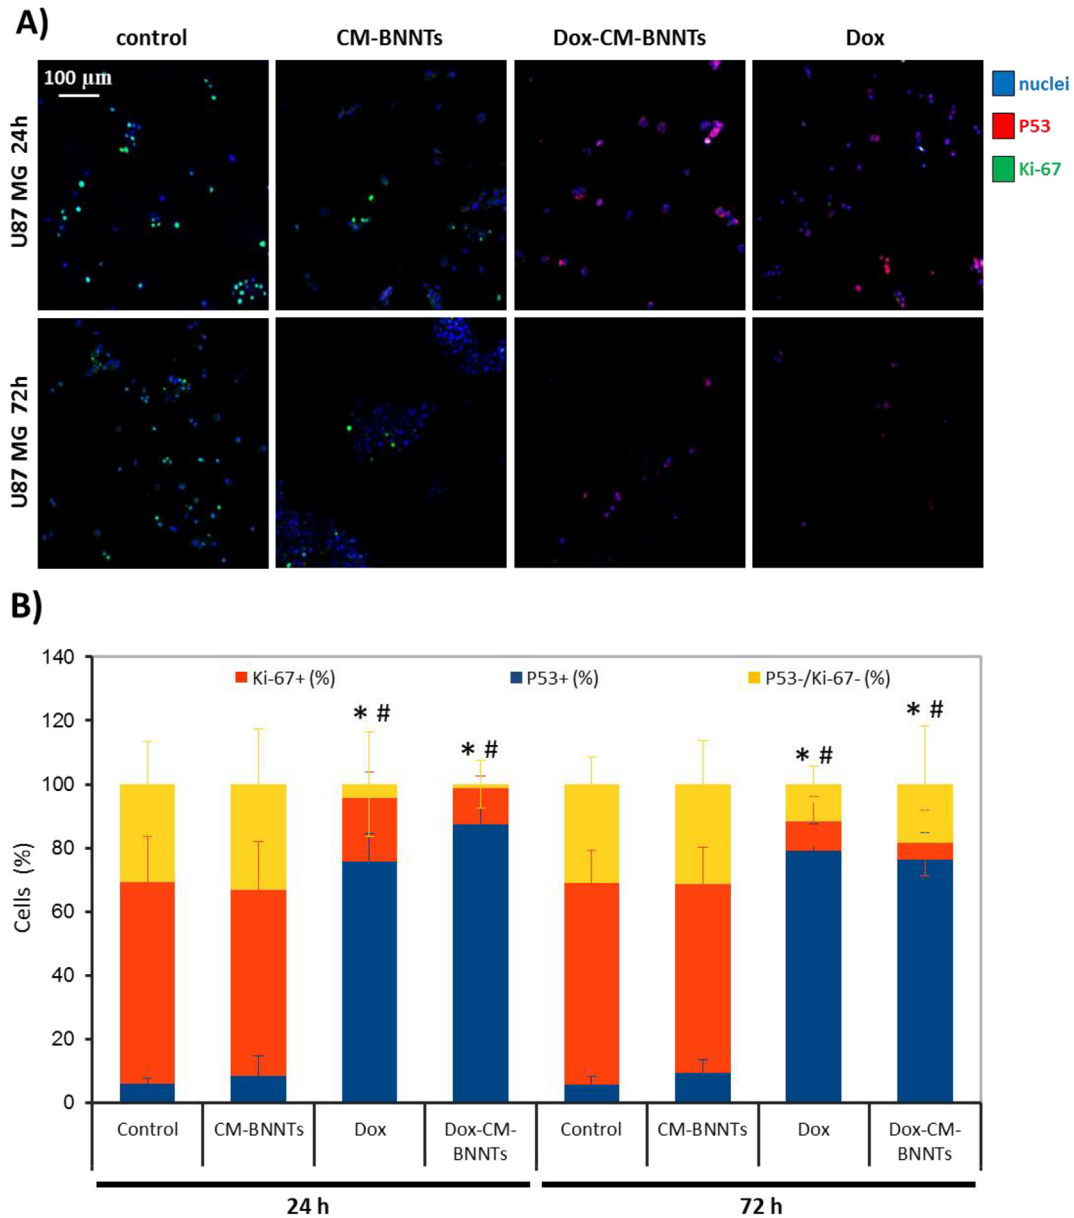 A)
control CM-BNNTs Dox-CM-BNNTs Dox
100 µm
nuclei
P53
Ki-67
U87 MG 24h
U87 MG 72h
B)
140
Ki-67+ (%) P53+ (%) P53-/Ki-67- (%)
120
* # * # * # * #
100
80
60
40
20
0
Cells (%)
Control CM-BNNTs Dox Dox-CM- Control CM-BNNTs Dox Dox-CM-
BNNTs BNNTs
24 h 72 h